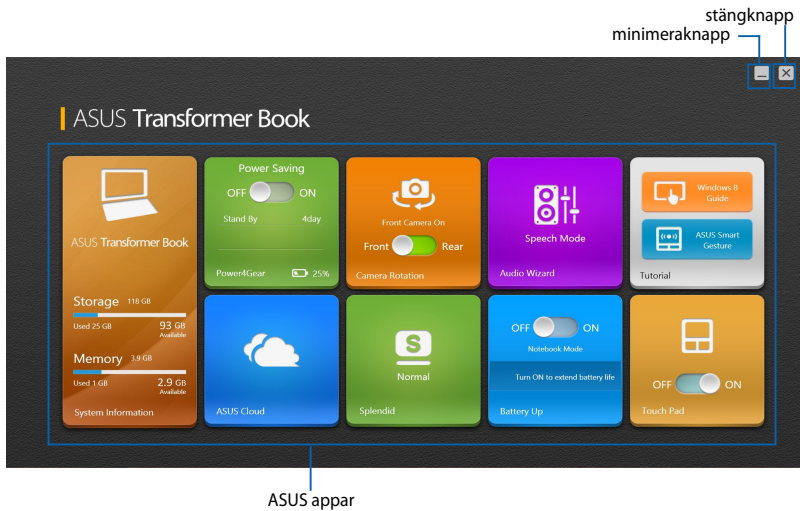 stängknapp
minimeraknapp
ASUS Transformer Book
ASUS Transformer Book
Storage 118 GB
Used 25 GB 93 GB
Available
Memory 3.9 GB
Used 1 GB 2.9 GB
Available
System Information
Power Saving
OFF ON
Stand By 4day
Power4Gear 25%
Front Camera On
Front Rear
Camera Rotation
Speech Mode
Audio Wizard
Windows 8
Guide
ASUS Smart
Gesture
Tutorial
ASUS Cloud
S
Normal
Splendid
OFF ON
Notebook Mode
Turn ON to extend battery life
Battery Up
OFF ON
Touch Pad
ASUS appar